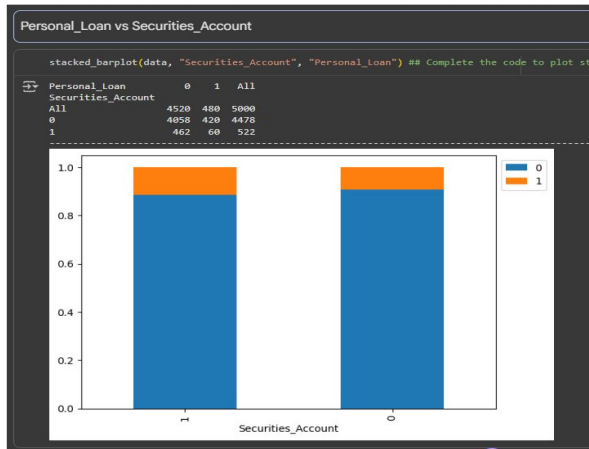 Personal_Loan vs Securities_Account
stacked_barplot(data, "Securities_Account", "Personal_Loan") ## Complete the code to plot st
Personal_Loan 0 1 All
Securities_Account
All 4520 480 5000
0 4058 420 4478
1 462 60 522
------------------------------------------------------------------------------------------------------------------------
0
1
1.0
0.8
0.6
0.4
0.2
0.0
1 0
Securities_Account